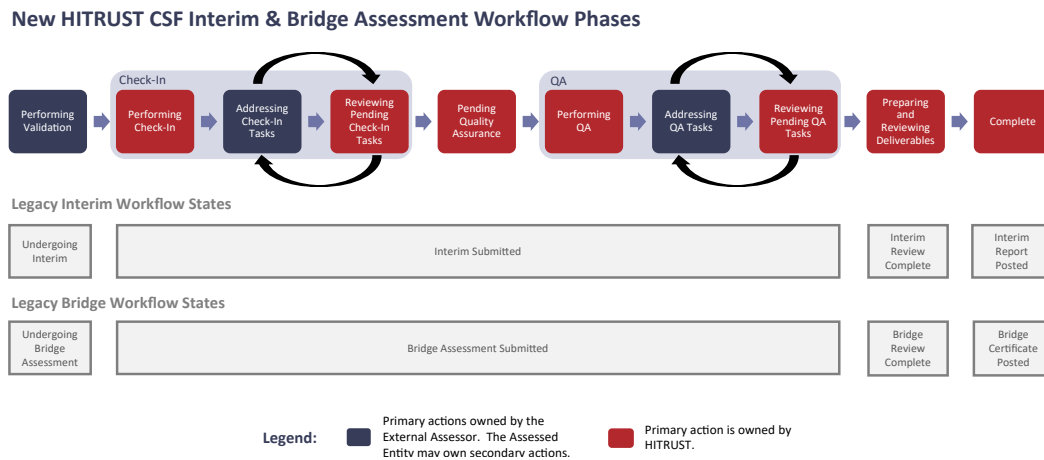 New HITRUST CSF Interim & Bridge Assessment Workflow Phases
Check-In
QA
Performing
Validation
Performing
Check-In
Addressing
Check-In
Tasks
Reviewing
Pending
Check-In
Tasks
Pending
Quality
Assurance
Performing
QA
Addressing
QA Tasks
Reviewing
Pending QA
Tasks
Preparing
and
Reviewing
Deliverables
Complete
Legacy Interim Workflow States
Undergoing
Interim
Interim Submitted
Interim
Review
Complete
Interim
Report
Posted
Legacy Bridge Workflow States
Undergoing
Bridge
Assessment
Bridge Assessment Submitted
Bridge
Review
Complete
Bridge
Certificate
Posted
Legend:
Primary actions owned by the
External Assessor. The Assessed
Entity may own secondary actions.
Primary action is owned by
HITRUST.